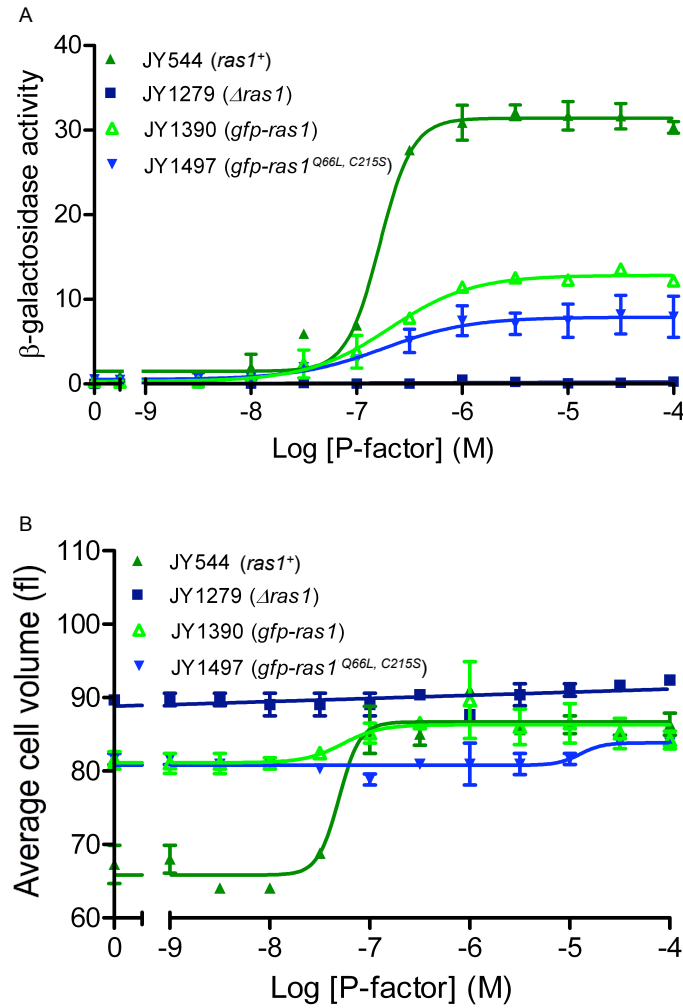 A
40
30
20
10
0
β-galactosidase activity
JY544 (ras1+)
JY1279 (Δras1)
JY1390 (gfp-ras1)
JY1497 (gfp-ras1Q66L, C215S)
0 -9 -8 -7 -6 -5 -4
Log [P-factor] (M)
B
110
100
90
80
70
60
Average cell volume (fl)
JY544 (ras1+)
JY1279 (Δras1)
JY1390 (gfp-ras1)
JY1497 (gfp-ras1Q66L, C215S)
0 -9 -8 -7 -6 -5 -4
Log [P-factor] (M)